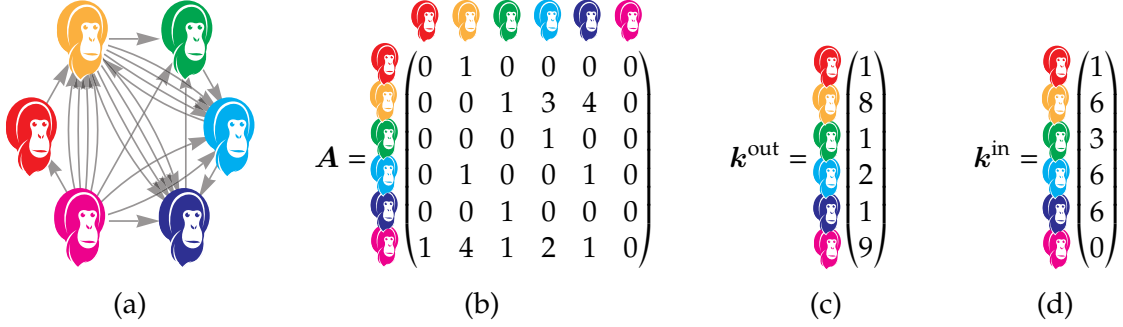 A =
0 1 0 0 0 0
0 0 1 3 4 0
0 0 0 1 0 0
0 1 0 0 1 0
0 0 1 0 0 0
1 4 1 2 1 0
k^out =
1
8
1
2
1
9
k^in =
1
6
3
6
6
0
(a) (b) (c) (d)